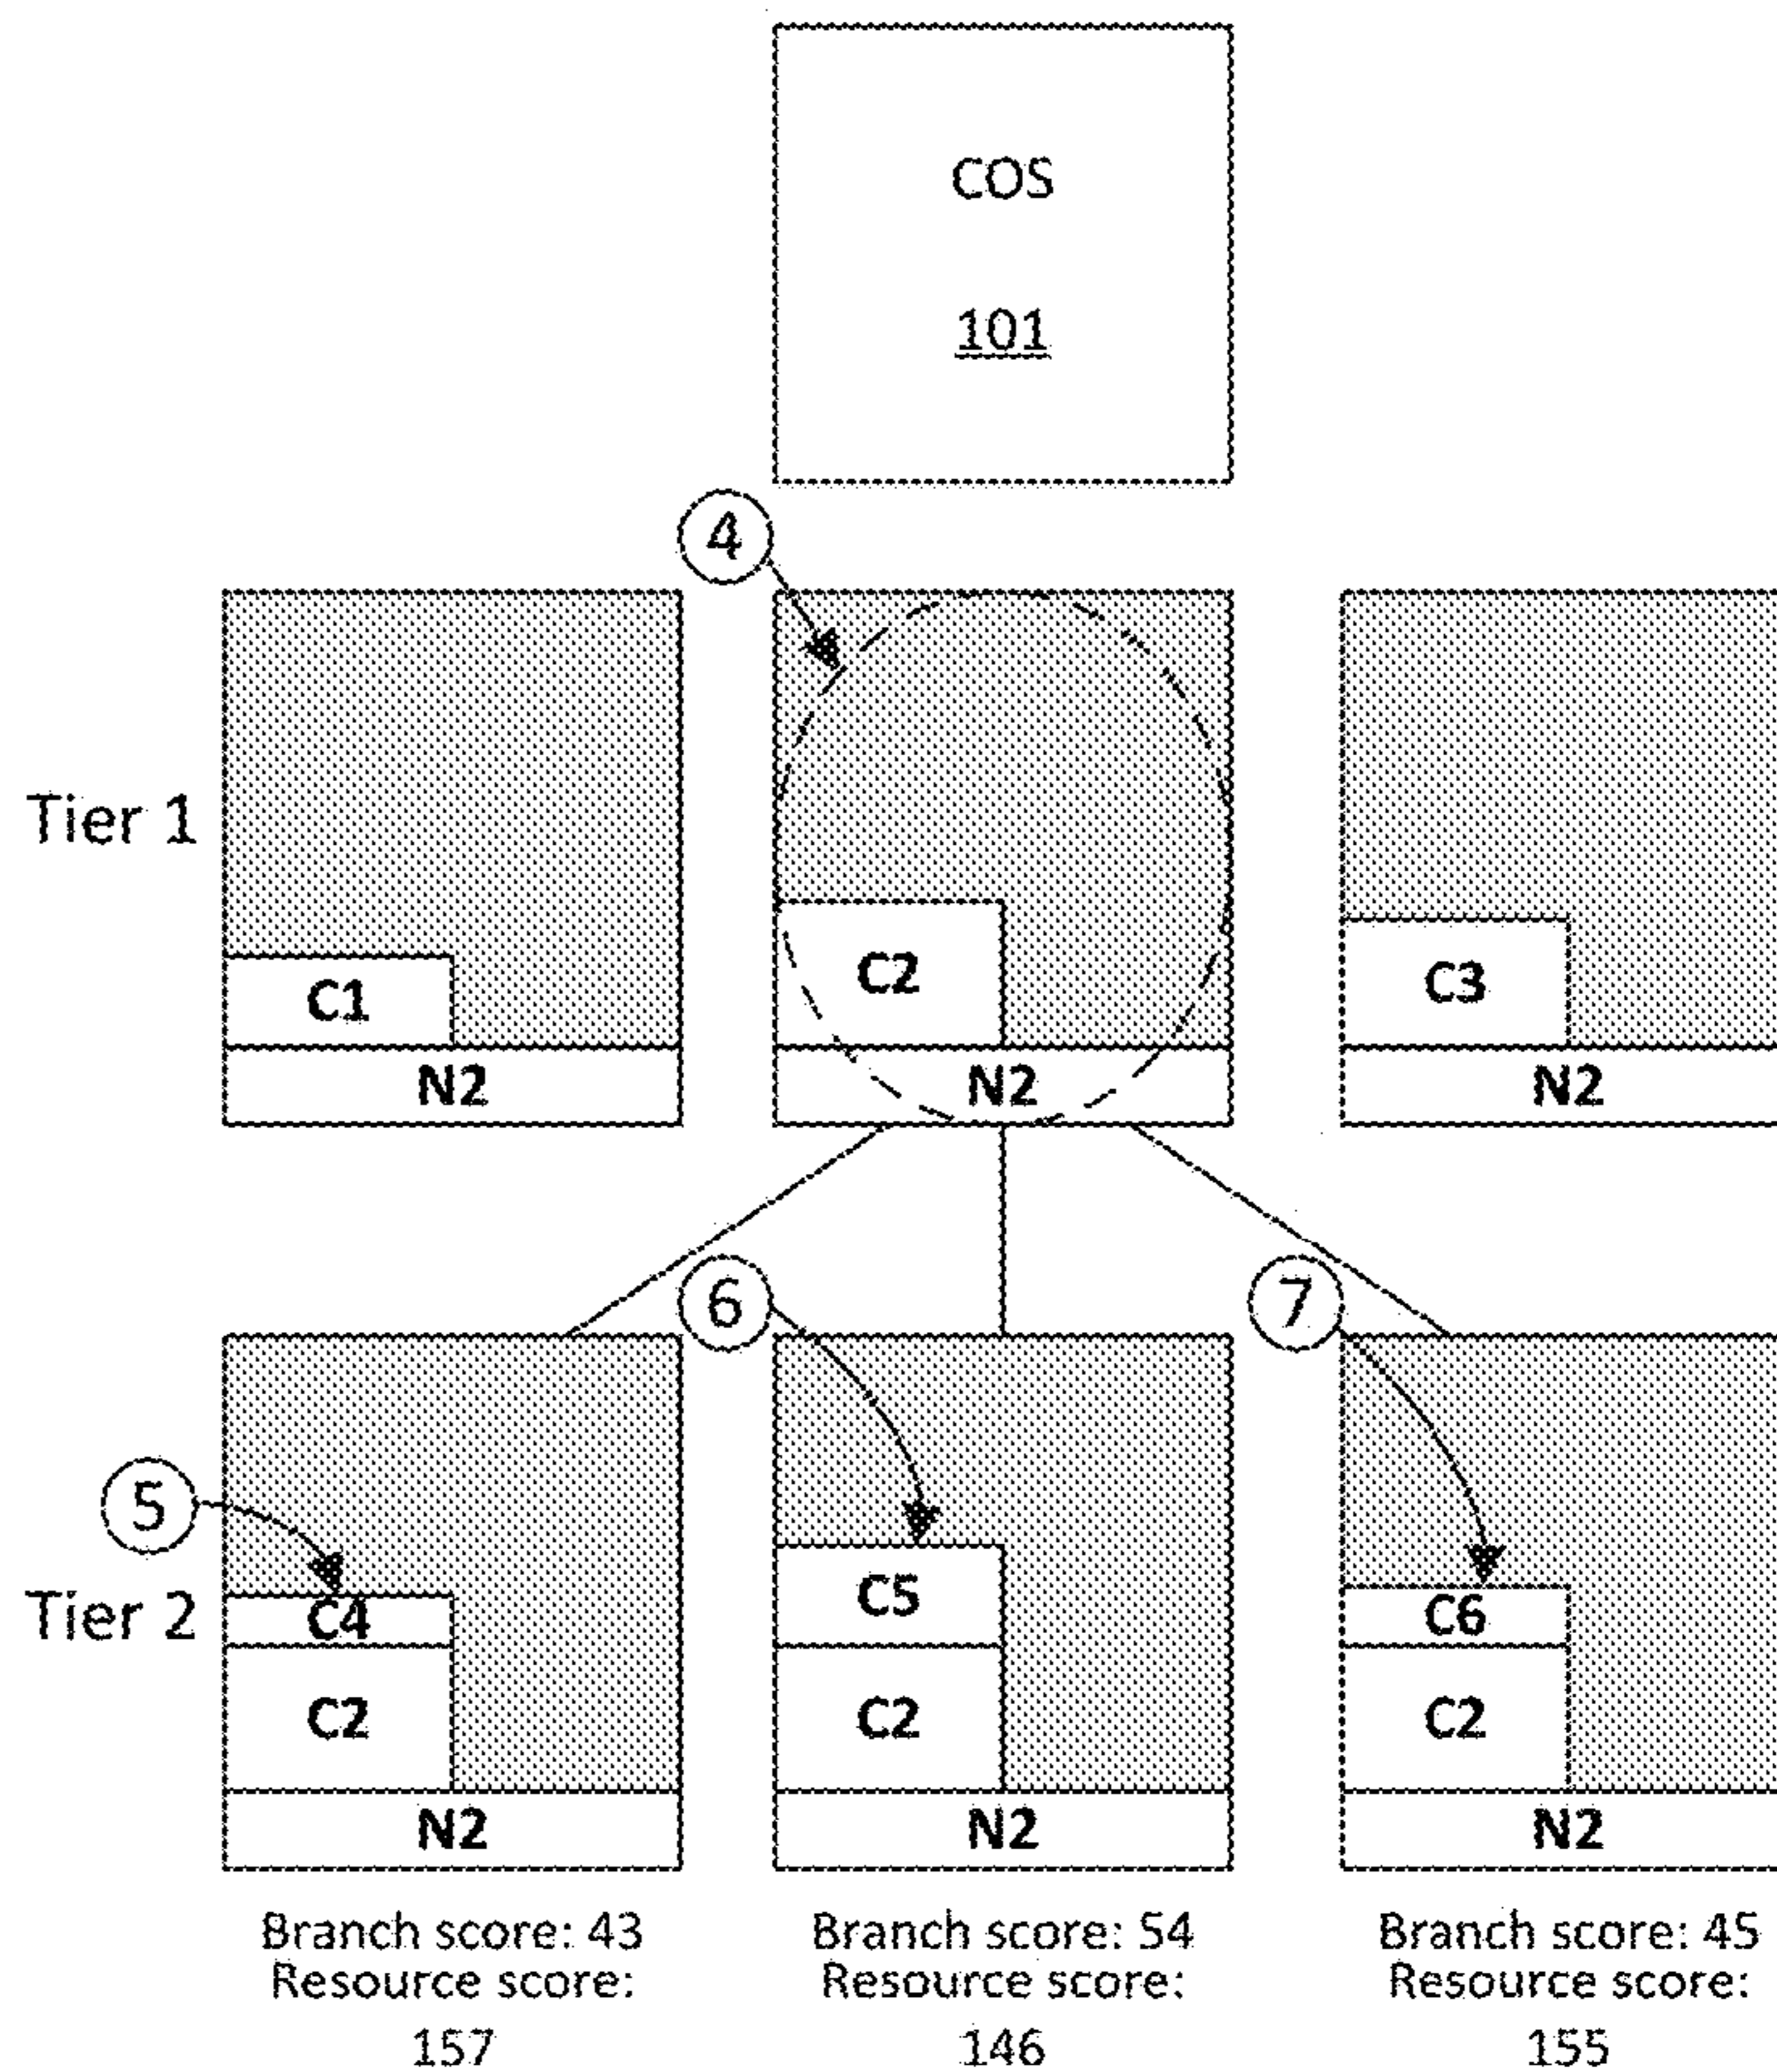 COS
101
4
Tier 1
C1
C2
C3
N2
N2
N2
6
7
5
Tier 2
C4
C5
C6
C2
C2
C2
N2
N2
N2
Branch score: 43
Resource score:
157
Branch score: 54
Resource score:
146
Branch score: 45
Resource score:
155